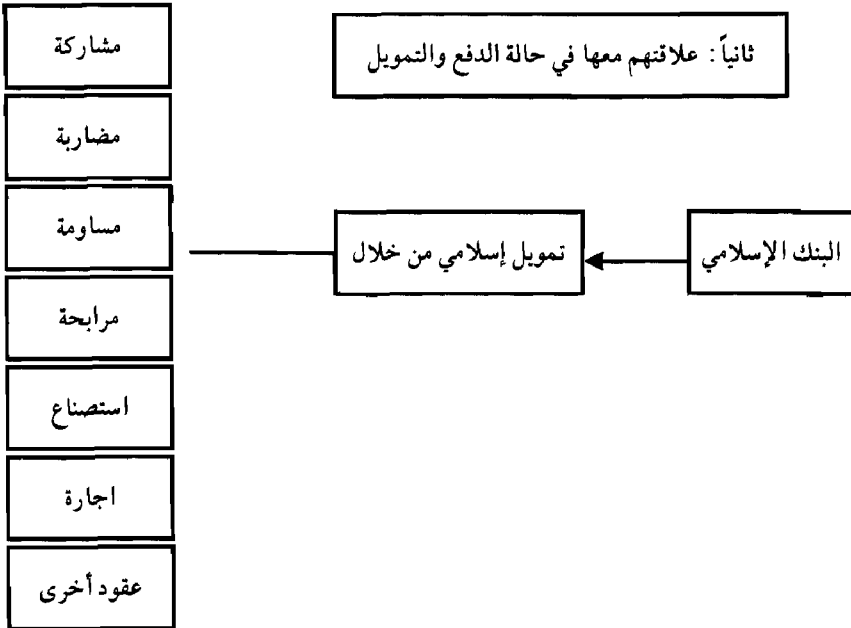 ثانياً : علاقتهم معها في حالة الدفع والتمويل
البنك الإسلامي
تمويل إسلامي من خلال
مشاركة
مضاربة
مساومة
مرابحة
استصناع
اجارة
عقود أخرى